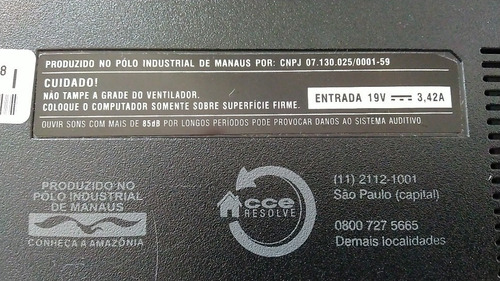 8
PRODUZIDO NO PÓLO INDUSTRIAL DE MANAUS POR: CNPJ 07.130.025/0001-59
CUIDADO!
NÃO TAMPE A GRADE DO VENTILADOR.
COLOQUE O COMPUTADOR SOMENTE SOBRE SUPERFÍCIE FIRME.
ENTRADA 19V 3,42A
OUVIR SONS COM MAIS DE 85dB POR LONGOS PERÍODOS PODE PROVOCAR DANOS AO SISTEMA AUDITIVO.
PRODUZIDO NO
PÓLO INDUSTRIAL
DE MANAUS
CONHEÇA A AMAZÔNIA
cce
RESOLVE
(11) 2112-1001
São Paulo (capital)
0800 727 5665
Demais localidades